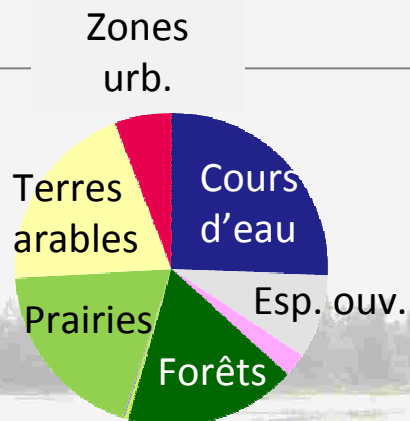 Zones
urb.
Cours
d'eau
Terres
arables
Esp. ouv.
Prairies
Forêts